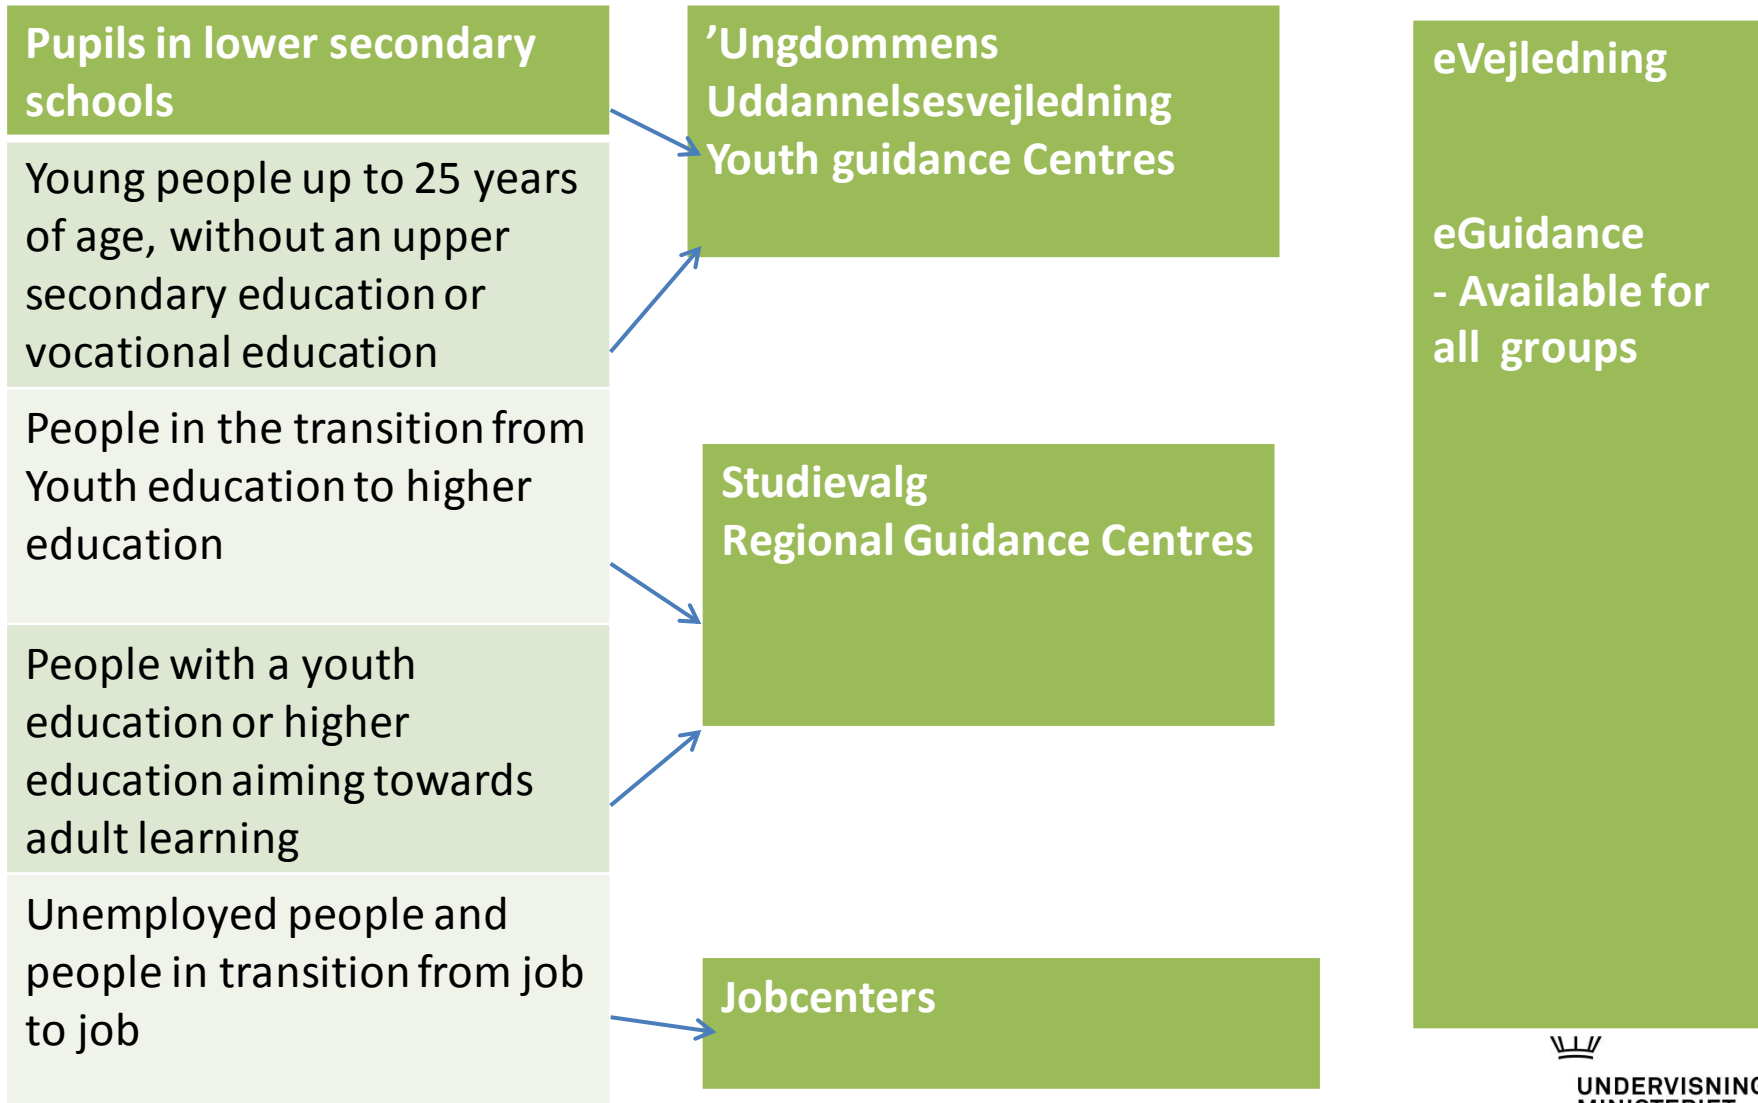 Pupils in lower secondary
schools
Young people up to 25 years
of age, without an upper
secondary education or
vocational education
People in the transition from
Youth education to higher
education
People with a youth
education or higher
education aiming towards
adult learning
Unemployed people and
people in transition from job
to job
’Ungdommens
Uddannelsesvejledning
Youth guidance Centres
Studievalg
Regional Guidance Centres
Jobcenters
eVejledning
eGuidance
- Available for
all groups
UNDERVISNING
MINISTERIET